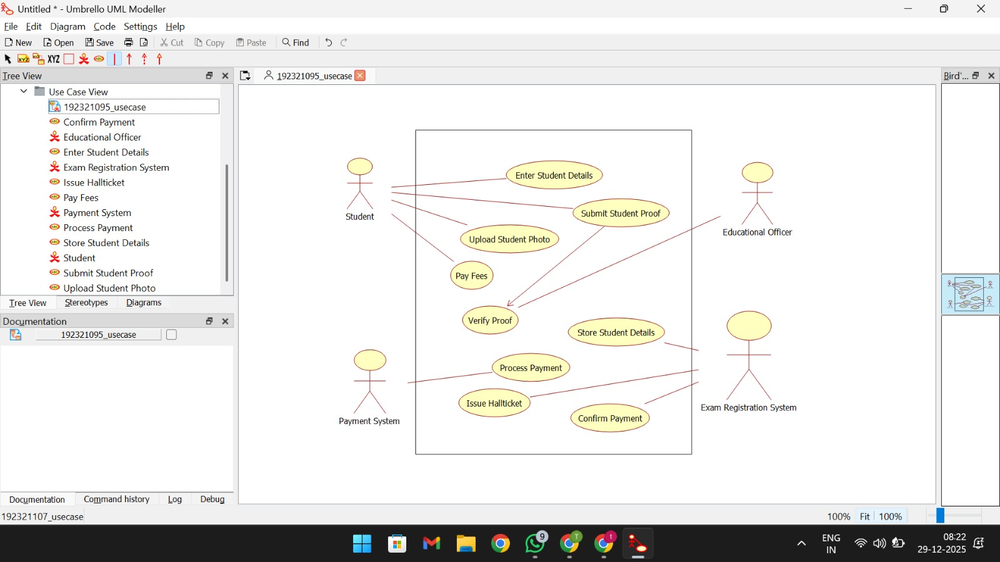 Untitled * - Umbrello UML Modeller
File Edit Diagram Code Settings Help
New Open Save Cut Copy Paste Find
XYZ XYZ XYZ ABC
Tree View
192321095_usecase
Bird'...
Use Case View
192321095_usecase
Confirm Payment
Educational Officer
Enter Student Details
Exam Registration System
Issue Hallticket
Pay Fees
Payment System
Process Payment
Store Student Details
Student
Submit Student Proof
Upload Student Photo
Tree View Stereotypes Diagrams
Documentation
192321095_usecase
Documentation Command history Log Debug
Enter Student Details
Submit Student Proof
Student
Educational Officer
Upload Student Photo
Pay Fees
Verify Proof
Store Student Details
Process Payment
Issue Hallticket
Exam Registration System
Confirm Payment
Payment System
192321107_usecase
100% Fit 100%
9 T t
ENG
IN
08:22
29-12-2025